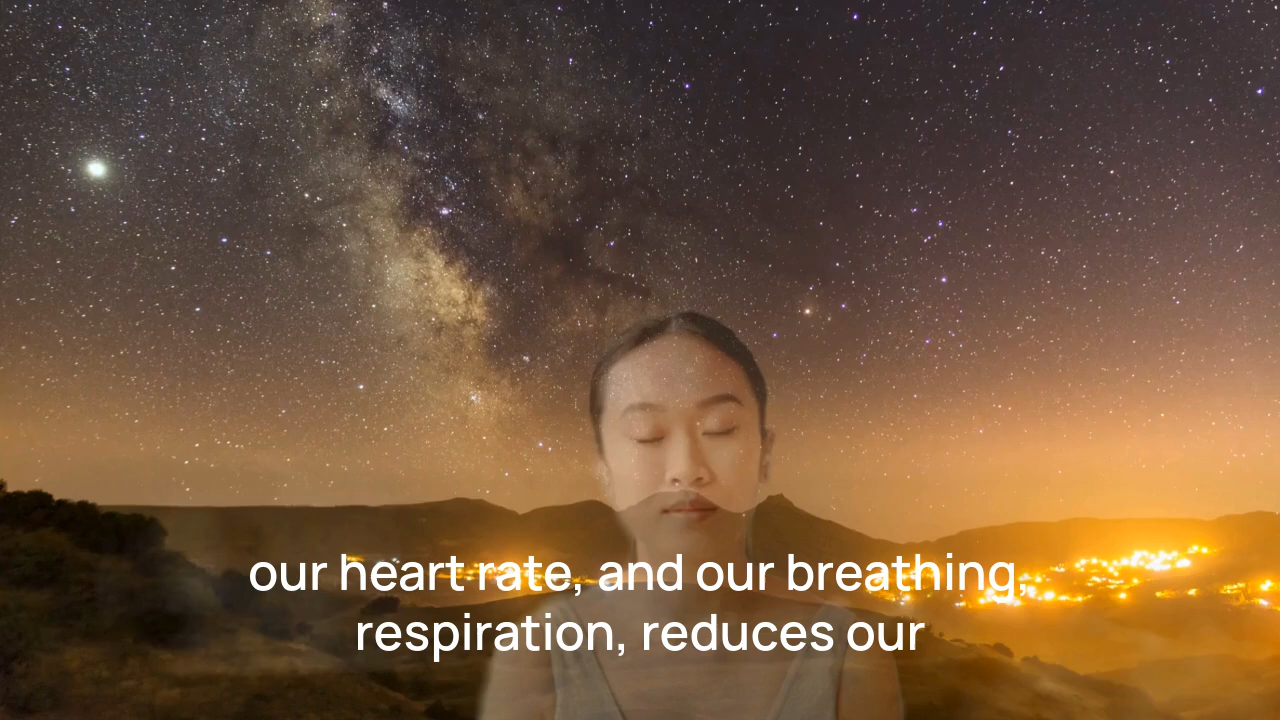 our heart rate, and our breathing,
respiration, reduces our